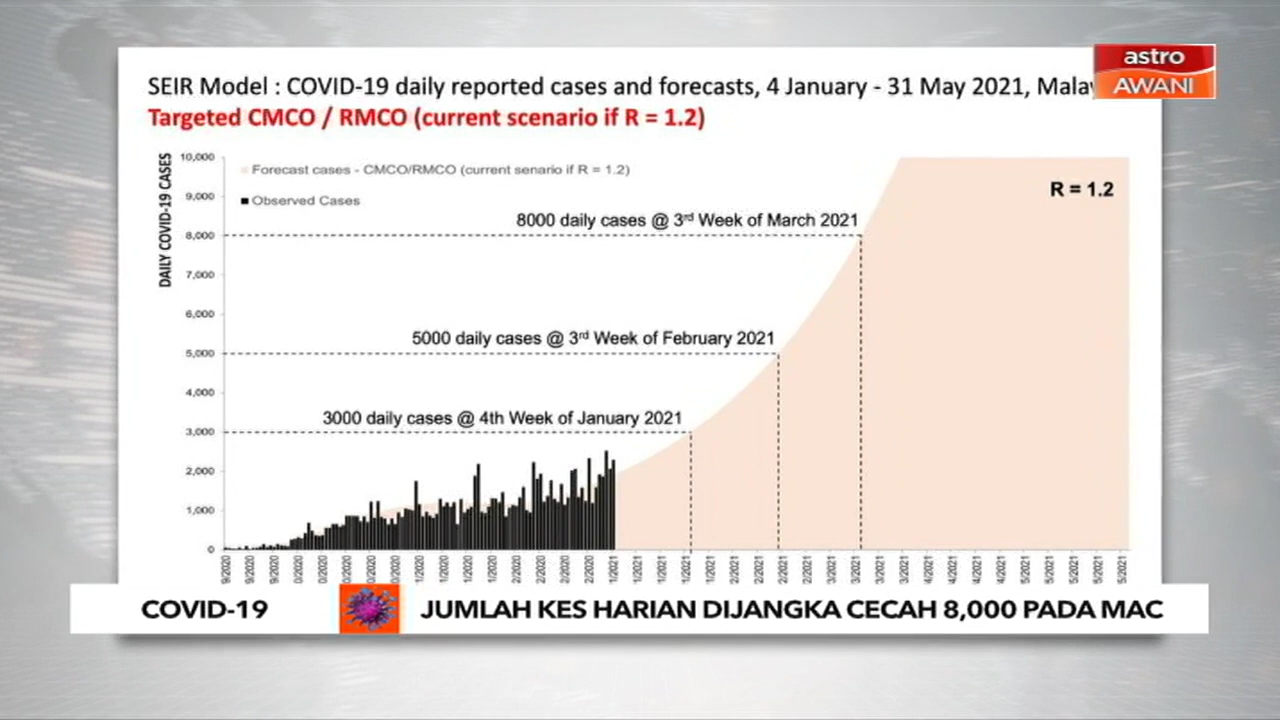 astro
AWANI
SEIR Model : COVID-19 daily reported cases and forecasts, 4 January - 31 May 2021,
Targeted CMCO / RMCO (current scenario if R = 1.2)
DAILY COVID-19 CASES
10,000
9,000
8,000
7,000
6,000
5,000
4,000
3,000
2,000
1,000
0
Forecast cases - CMCO/RMCO (current senario if R = 1.2)
Observed Cases
R = 1.2
8000 daily cases @ 3rd Week of March 2021
5000 daily cases @ 3rd Week of February 2021
3000 daily cases @ 4th Week of January 2021
COVID-19
JUMLAH KES HARIAN DIJANGKA CECAH 8,000 PADA MAC